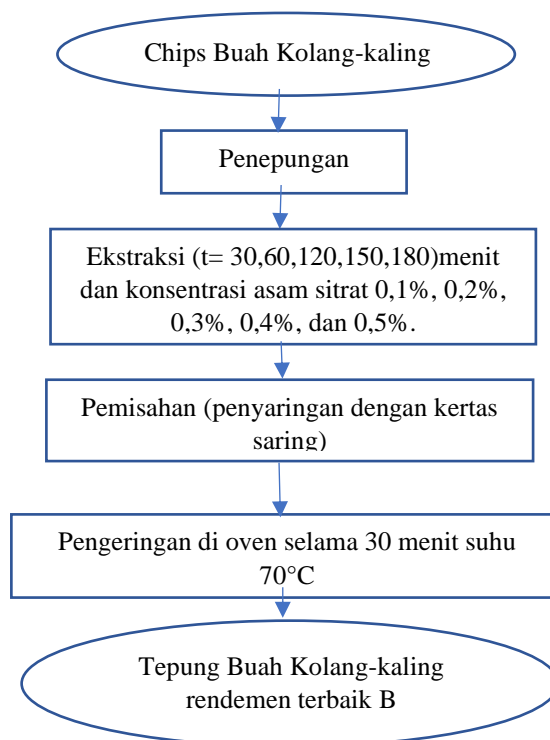 Chips Buah Kolang-kaling
Penepungan
Ekstraksi (t= 30,60,120,150,180)menit
dan konsentrasi asam sitrat 0,1%, 0,2%,
0,3%, 0,4%, dan 0,5%.
Pemisahan (penyaringan dengan kertas
saring)
Pengeringan di oven selama 30 menit suhu
70°C
Tepung Buah Kolang-kaling
rendemen terbaik B